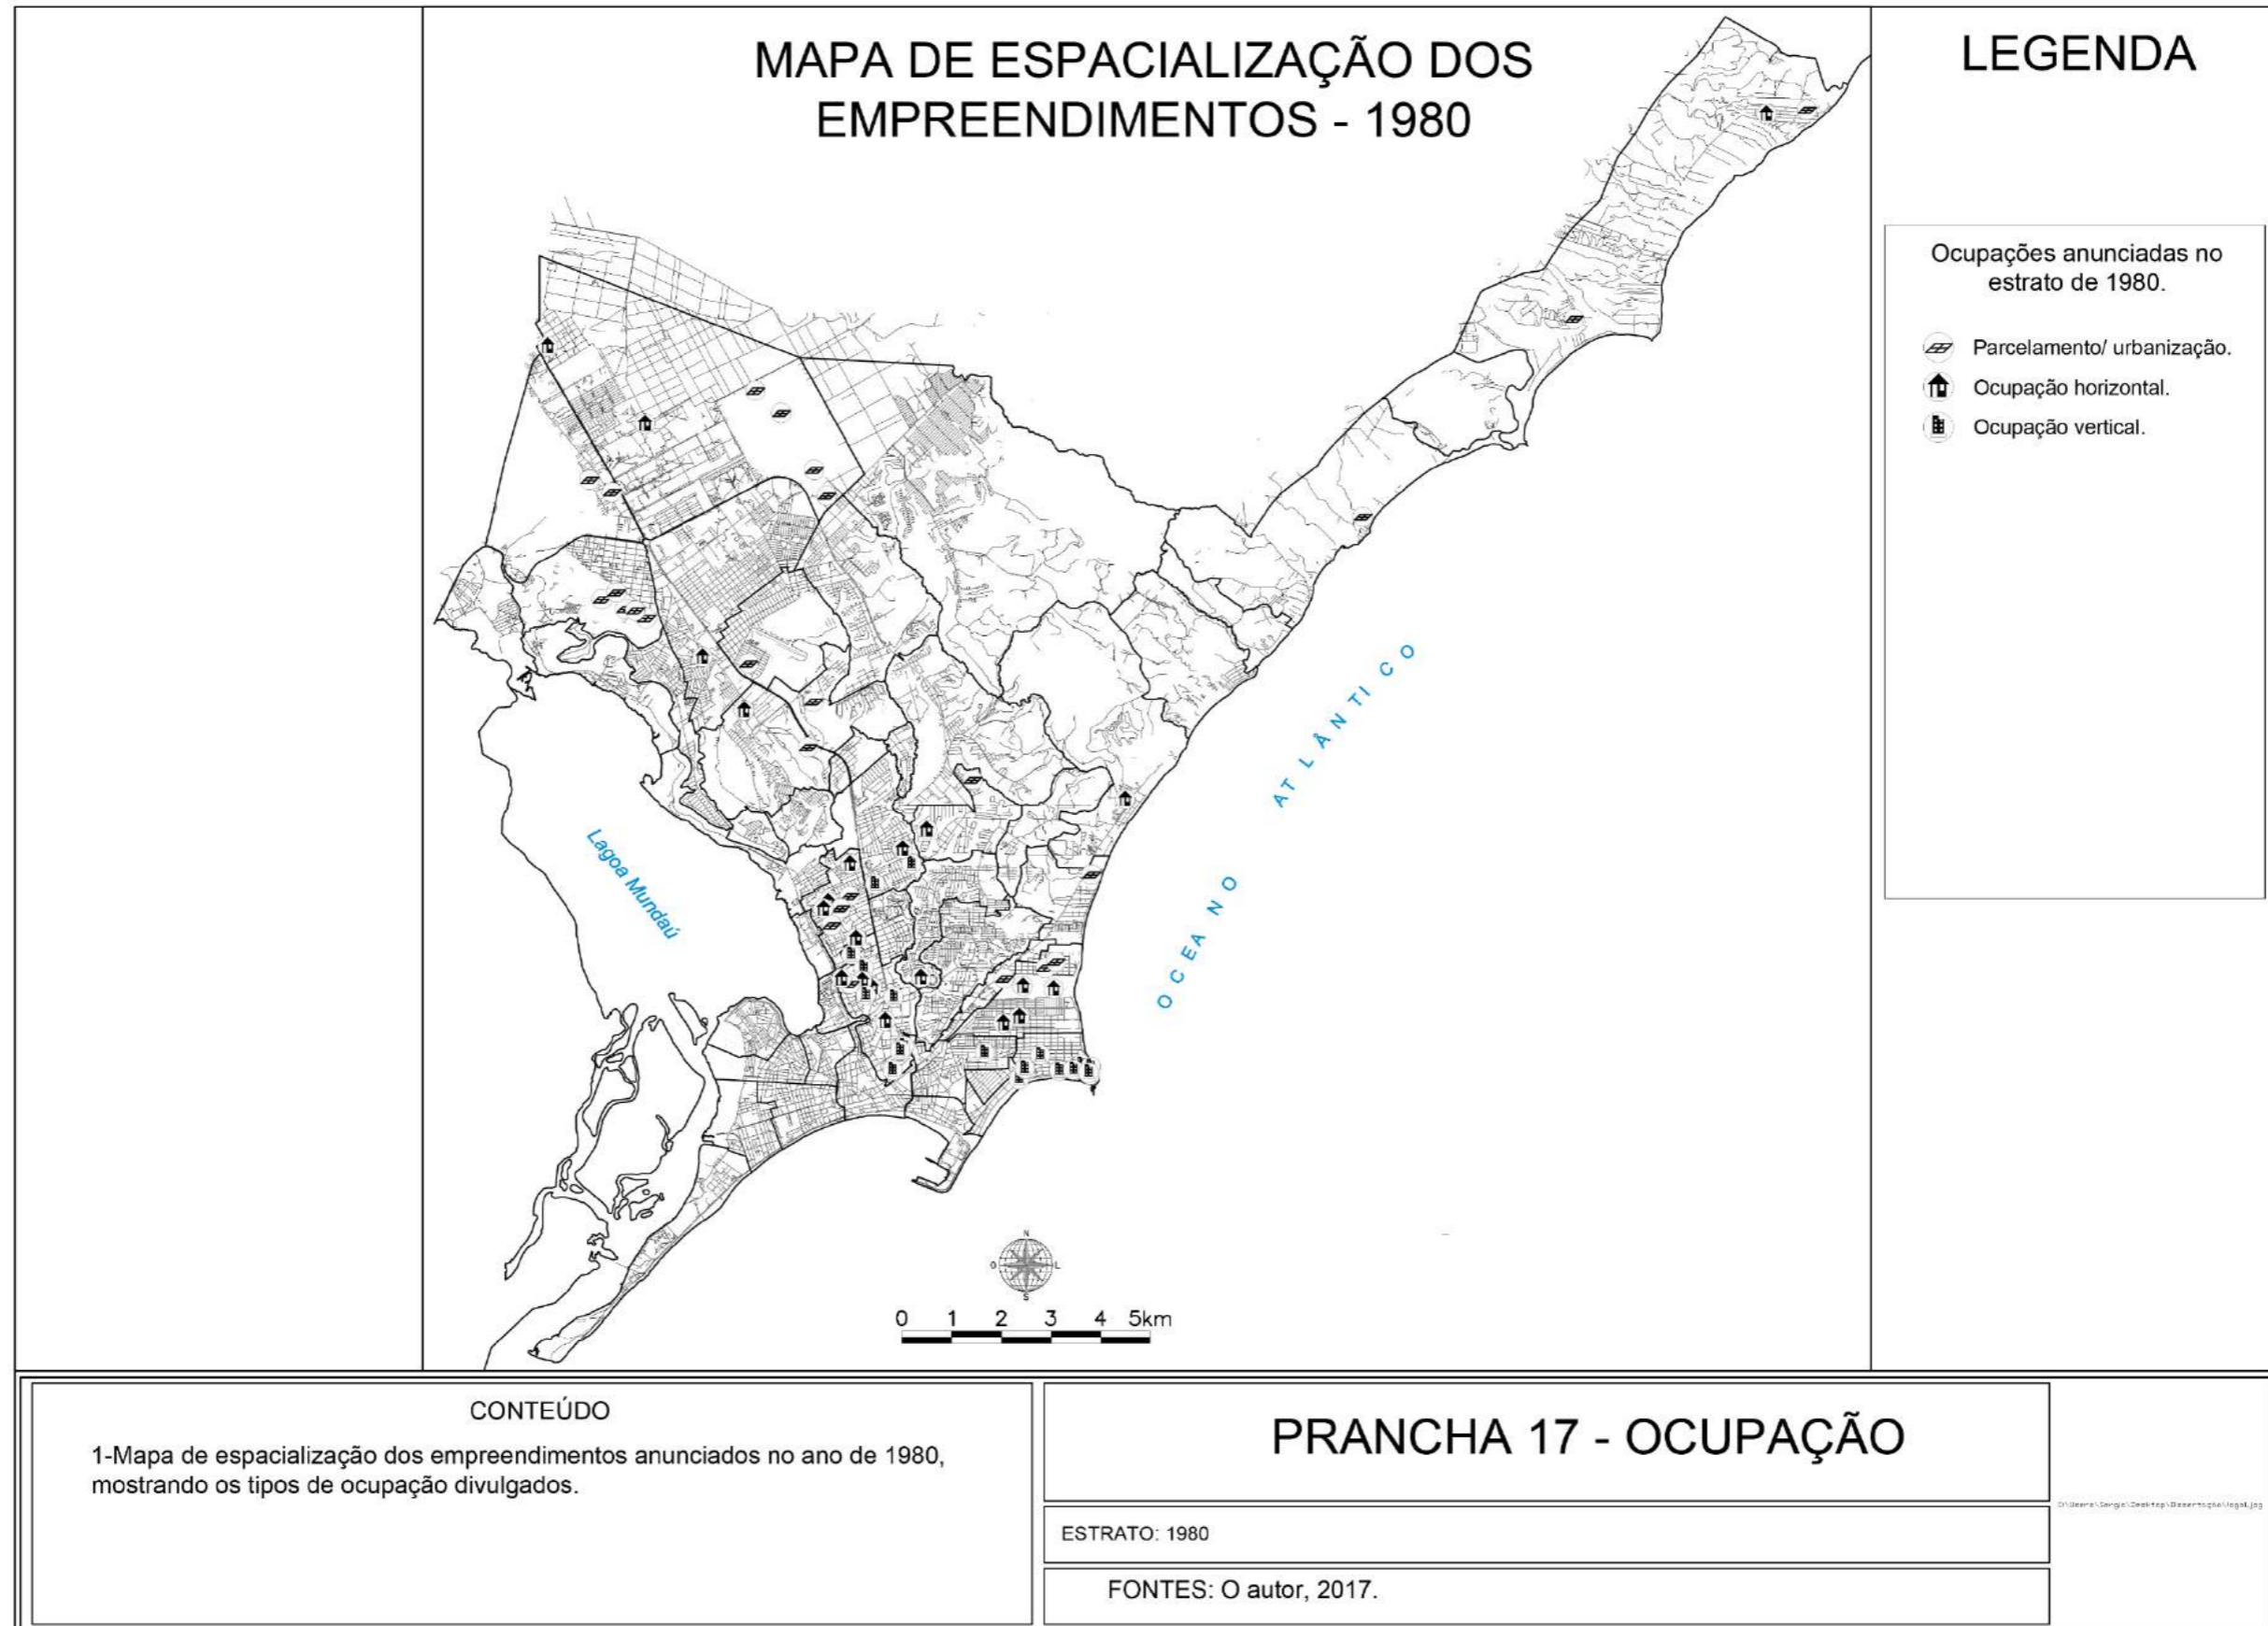 MAPA DE ESPACIALIZAÇÃO DOS
EMPREENDIMENTOS - 1980
LEGENDA
Ocupações anunciadas no
estrato de 1980.
Parcelamento/ urbanização.
Ocupação horizontal.
Ocupação vertical.
Lagoa Mundaú
OCEANO ATLÂNTICO
N
O L
S
0 1 2 3 4 5km
CONTEÚDO
1-Mapa de espacialização dos empreendimentos anunciados no ano de 1980,
mostrando os tipos de ocupação divulgados.
PRANCHA 17 - OCUPAÇÃO
ESTRATO: 1980
FONTES: O autor, 2017.